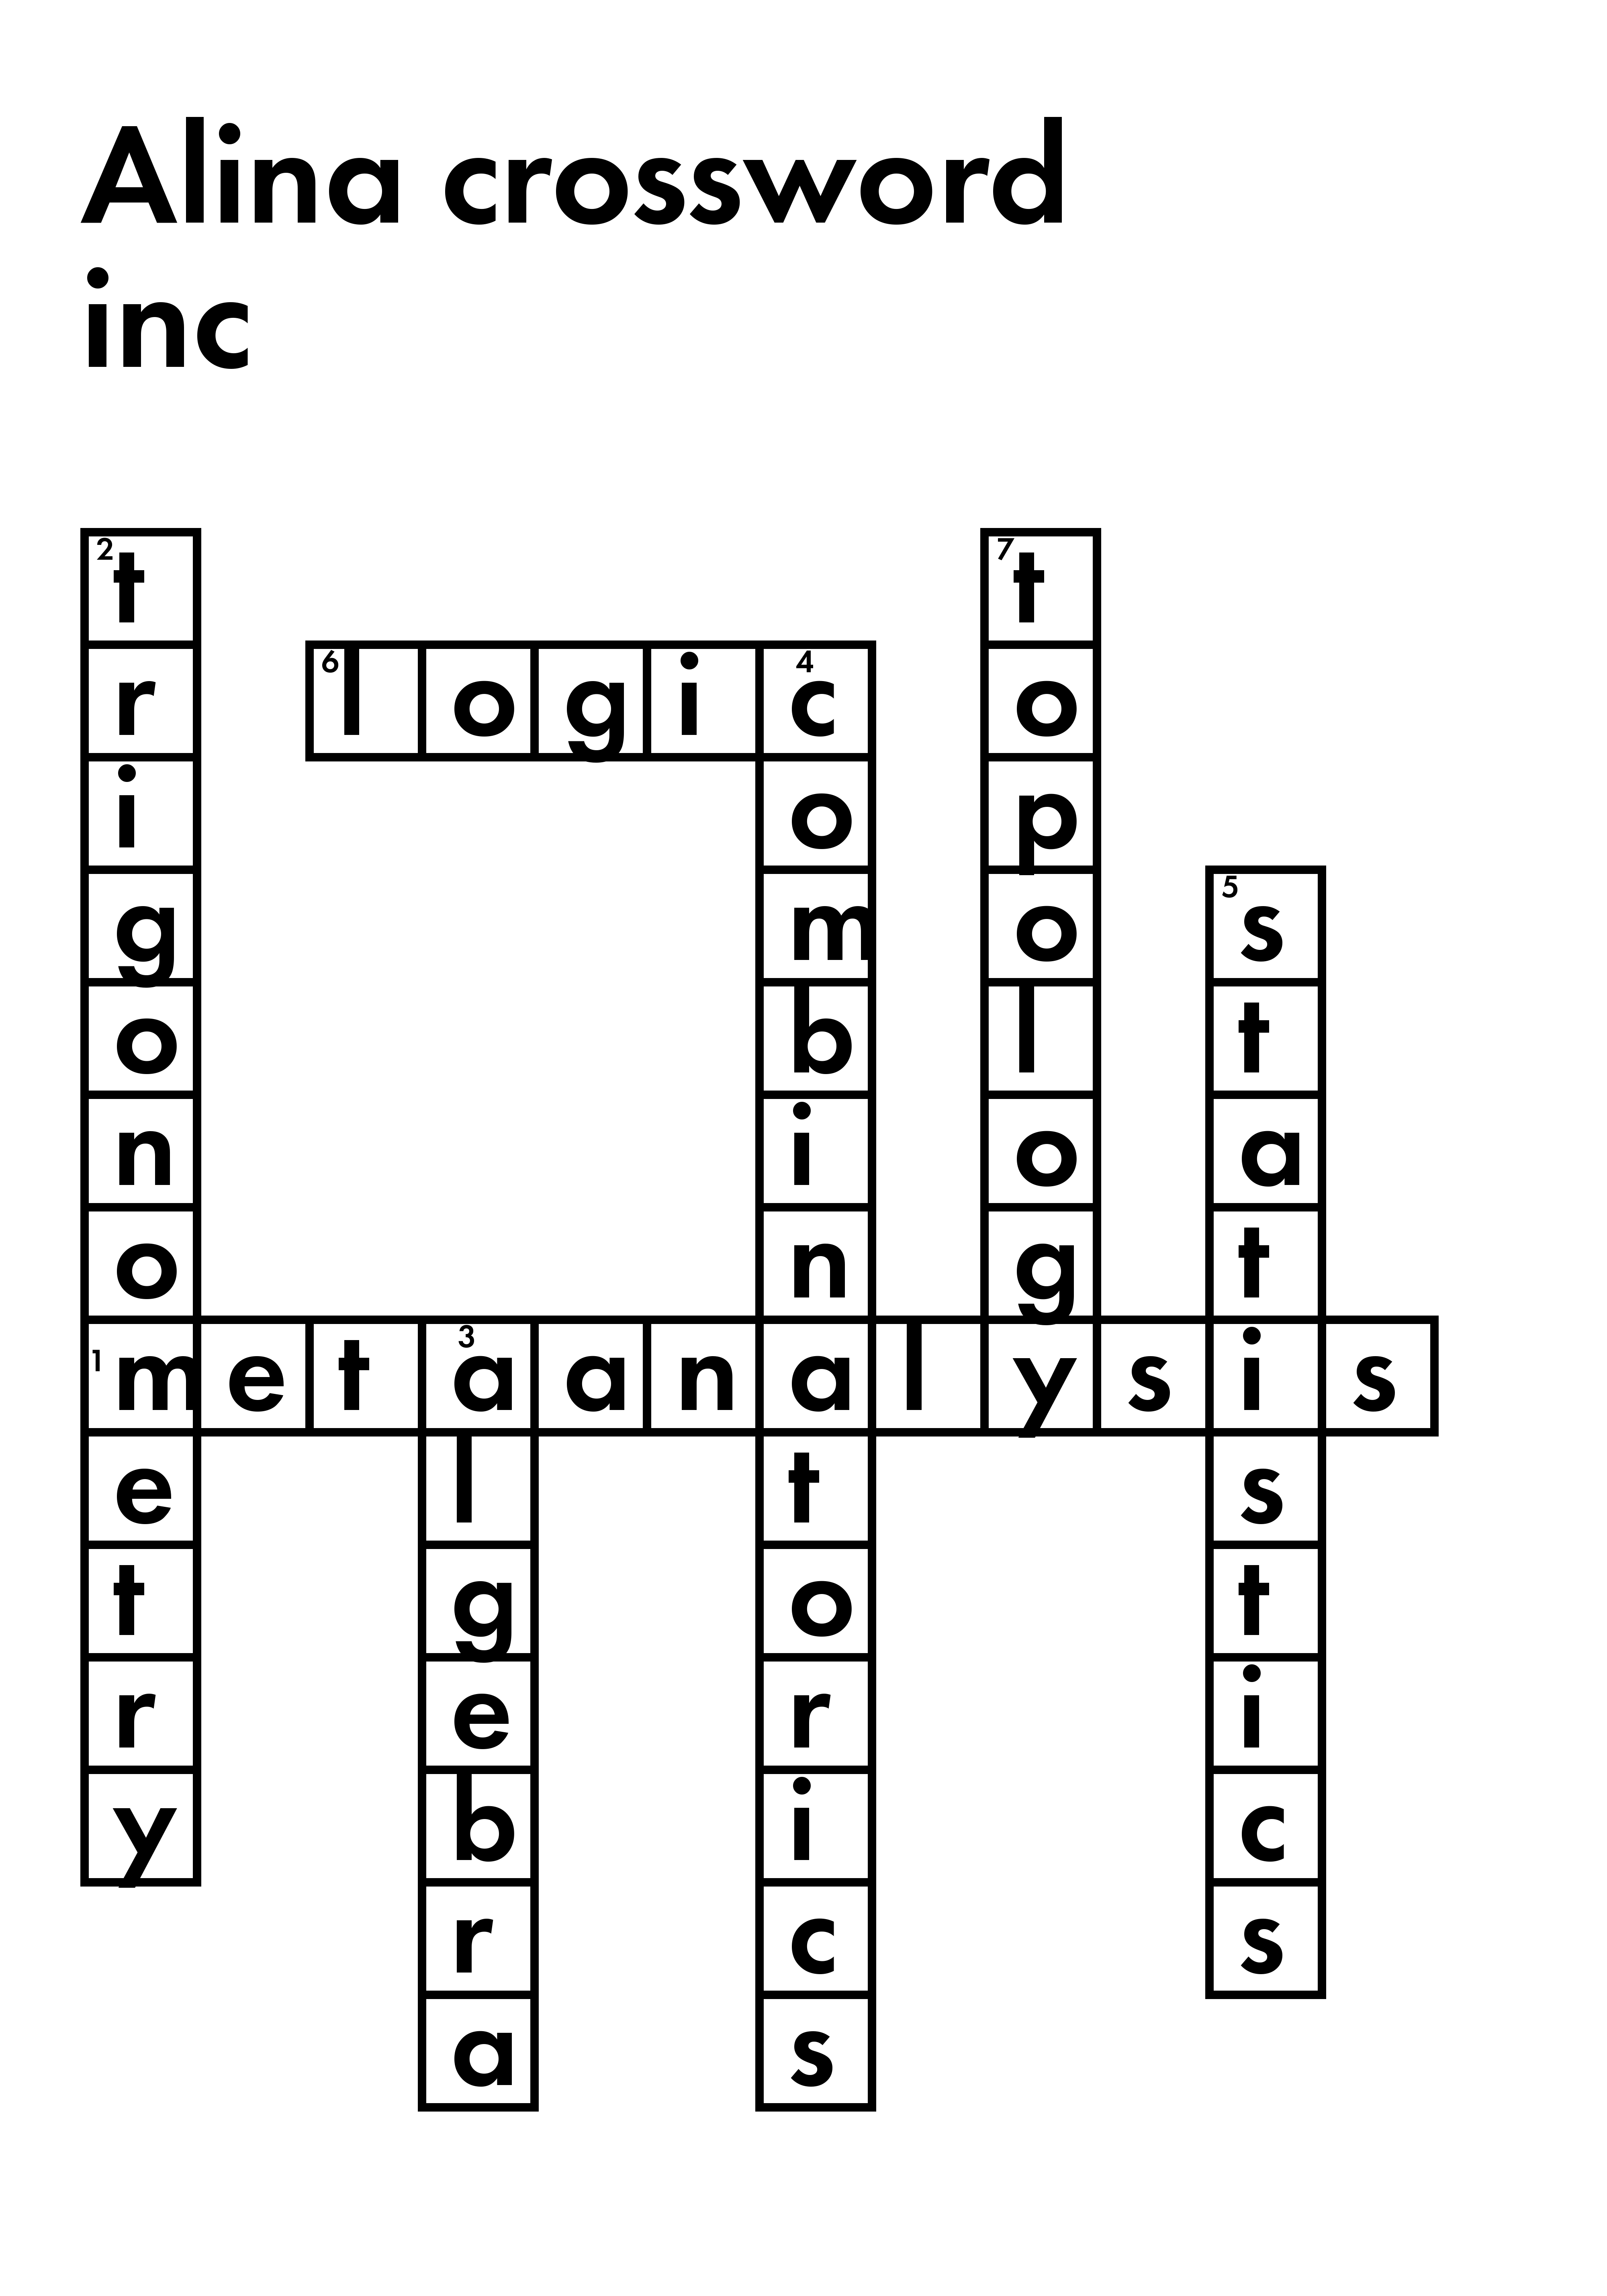 Alina crossword
inc
2 t 7 t
r 6 l o g i 4 c o
i o p
g m o 5 s
o b l t
n i o a
o n g t
1 m e t 3 a a n a l y s i s
e l t s
t g o t
r e r i
y b i c
r c s
a s